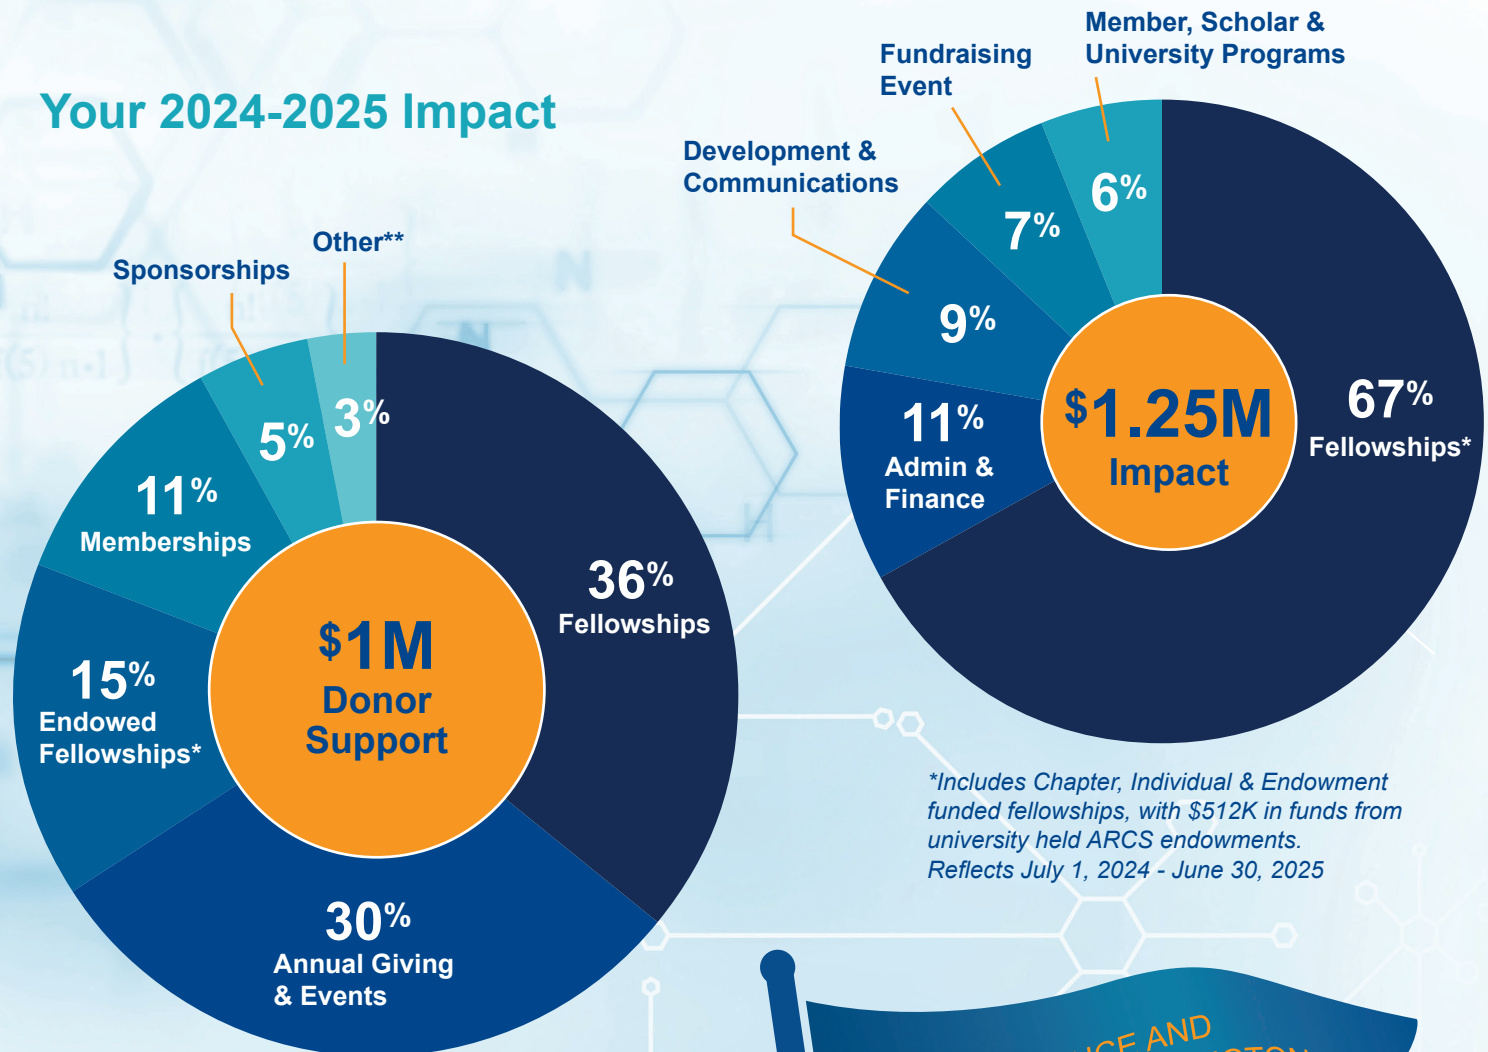 Your 2024-2025 Impact
Sponsorships
Other**
3%
5%
11%
Memberships
36%
Fellowships
15%
Endowed
Fellowships*
30%
Annual Giving
& Events
$1M
Donor
Support
Member, Scholar &
University Programs
Fundraising
Event
Development &
Communications
6%
7%
9%
11%
Admin &
Finance
67%
Fellowships*
$1.25M
Impact
*Includes Chapter, Individual & Endowment
funded fellowships, with $512K in funds from
university held ARCS endowments.
Reflects July 1, 2024 - June 30, 2025
AND
N
N
H